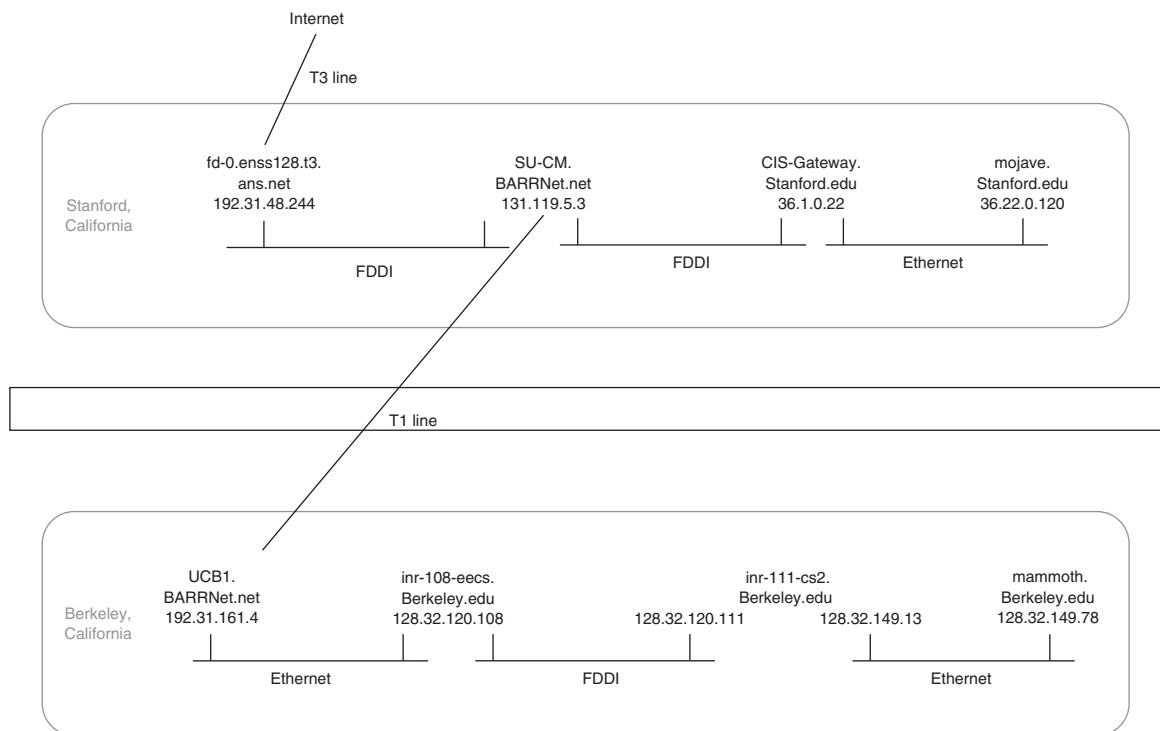 Internet
T3 line
fd-0.enss128.t3.
ans.net
192.31.48.244
SU-CM.
BARRNet.net
131.119.5.3
CIS-Gateway.
Stanford.edu
36.1.0.22
mojave.
Stanford.edu
36.22.0.120
Stanford,
California
FDDI
FDDI
Ethernet
T1 line
UCB1.
BARRNet.net
192.31.161.4
inr-108-eecs.
Berkeley.edu
128.32.120.108
inr-111-cs2.
Berkeley.edu
128.32.120.111
128.32.149.13
mammoth.
Berkeley.edu
128.32.149.78
Berkeley,
California
Ethernet
FDDI
Ethernet